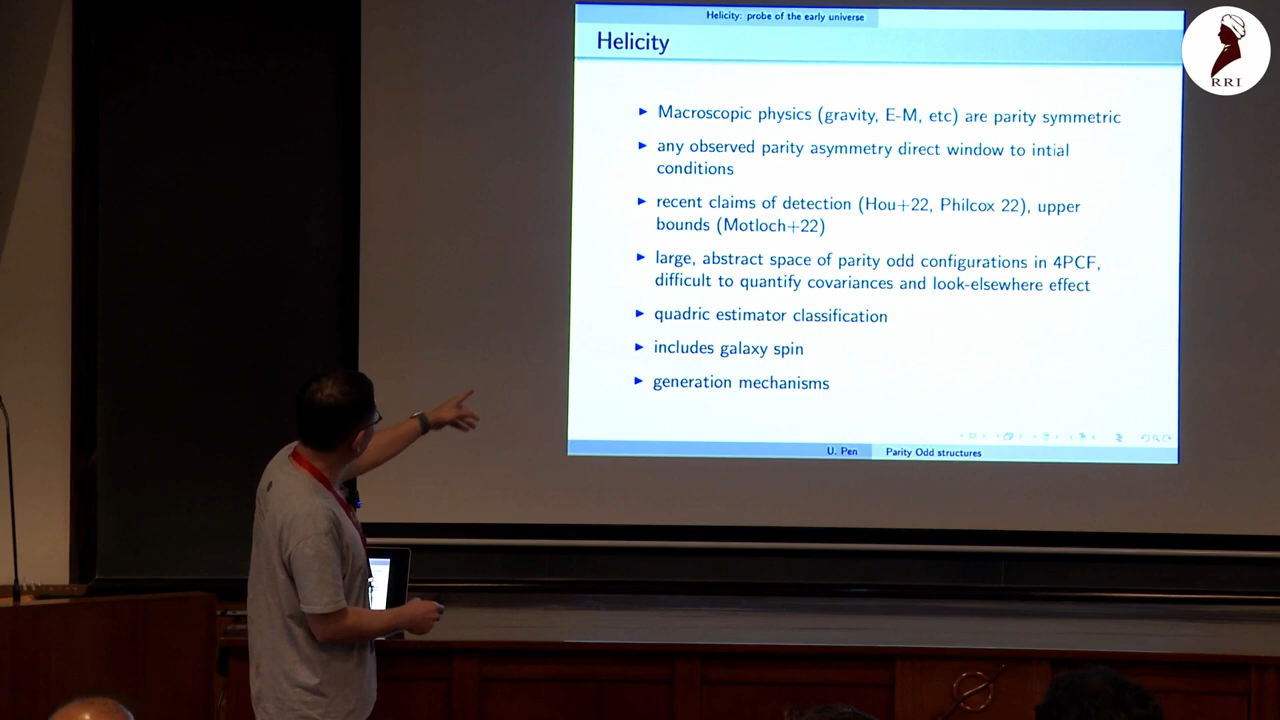 Helicity: probe of the early universe
Helicity
RRI
▶ Macroscopic physics (gravity, E-M, etc) are parity symmetric
▶ any observed parity asymmetry direct window to intial
conditions
▶ recent claims of detection (Hou+22, Philcox 22), upper
bounds (Motloch+22)
▶ large, abstract space of parity odd configurations in 4PCF,
difficult to quantify covariances and look-elsewhere effect
▶ quadric estimator classification
▶ includes galaxy spin
▶ generation mechanisms
U. Pen Parity Odd structures